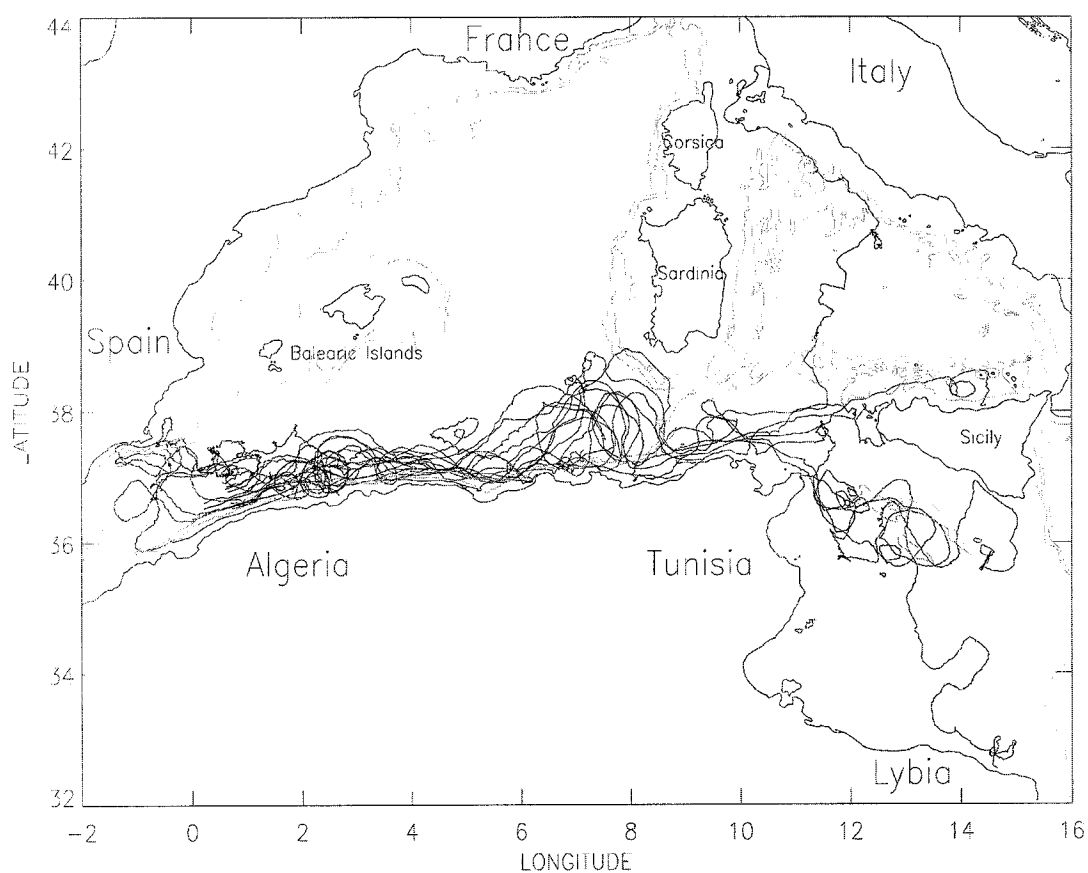 44
France
Italy
42
Corsica
40
Sardinia
Spain
Balearic Islands
LATITUDE
38
Sicily
36
Algeria
Tunisia
34
Lybia
32
-2 0 2 4 6 8 10 12 14 16
LONGITUDE